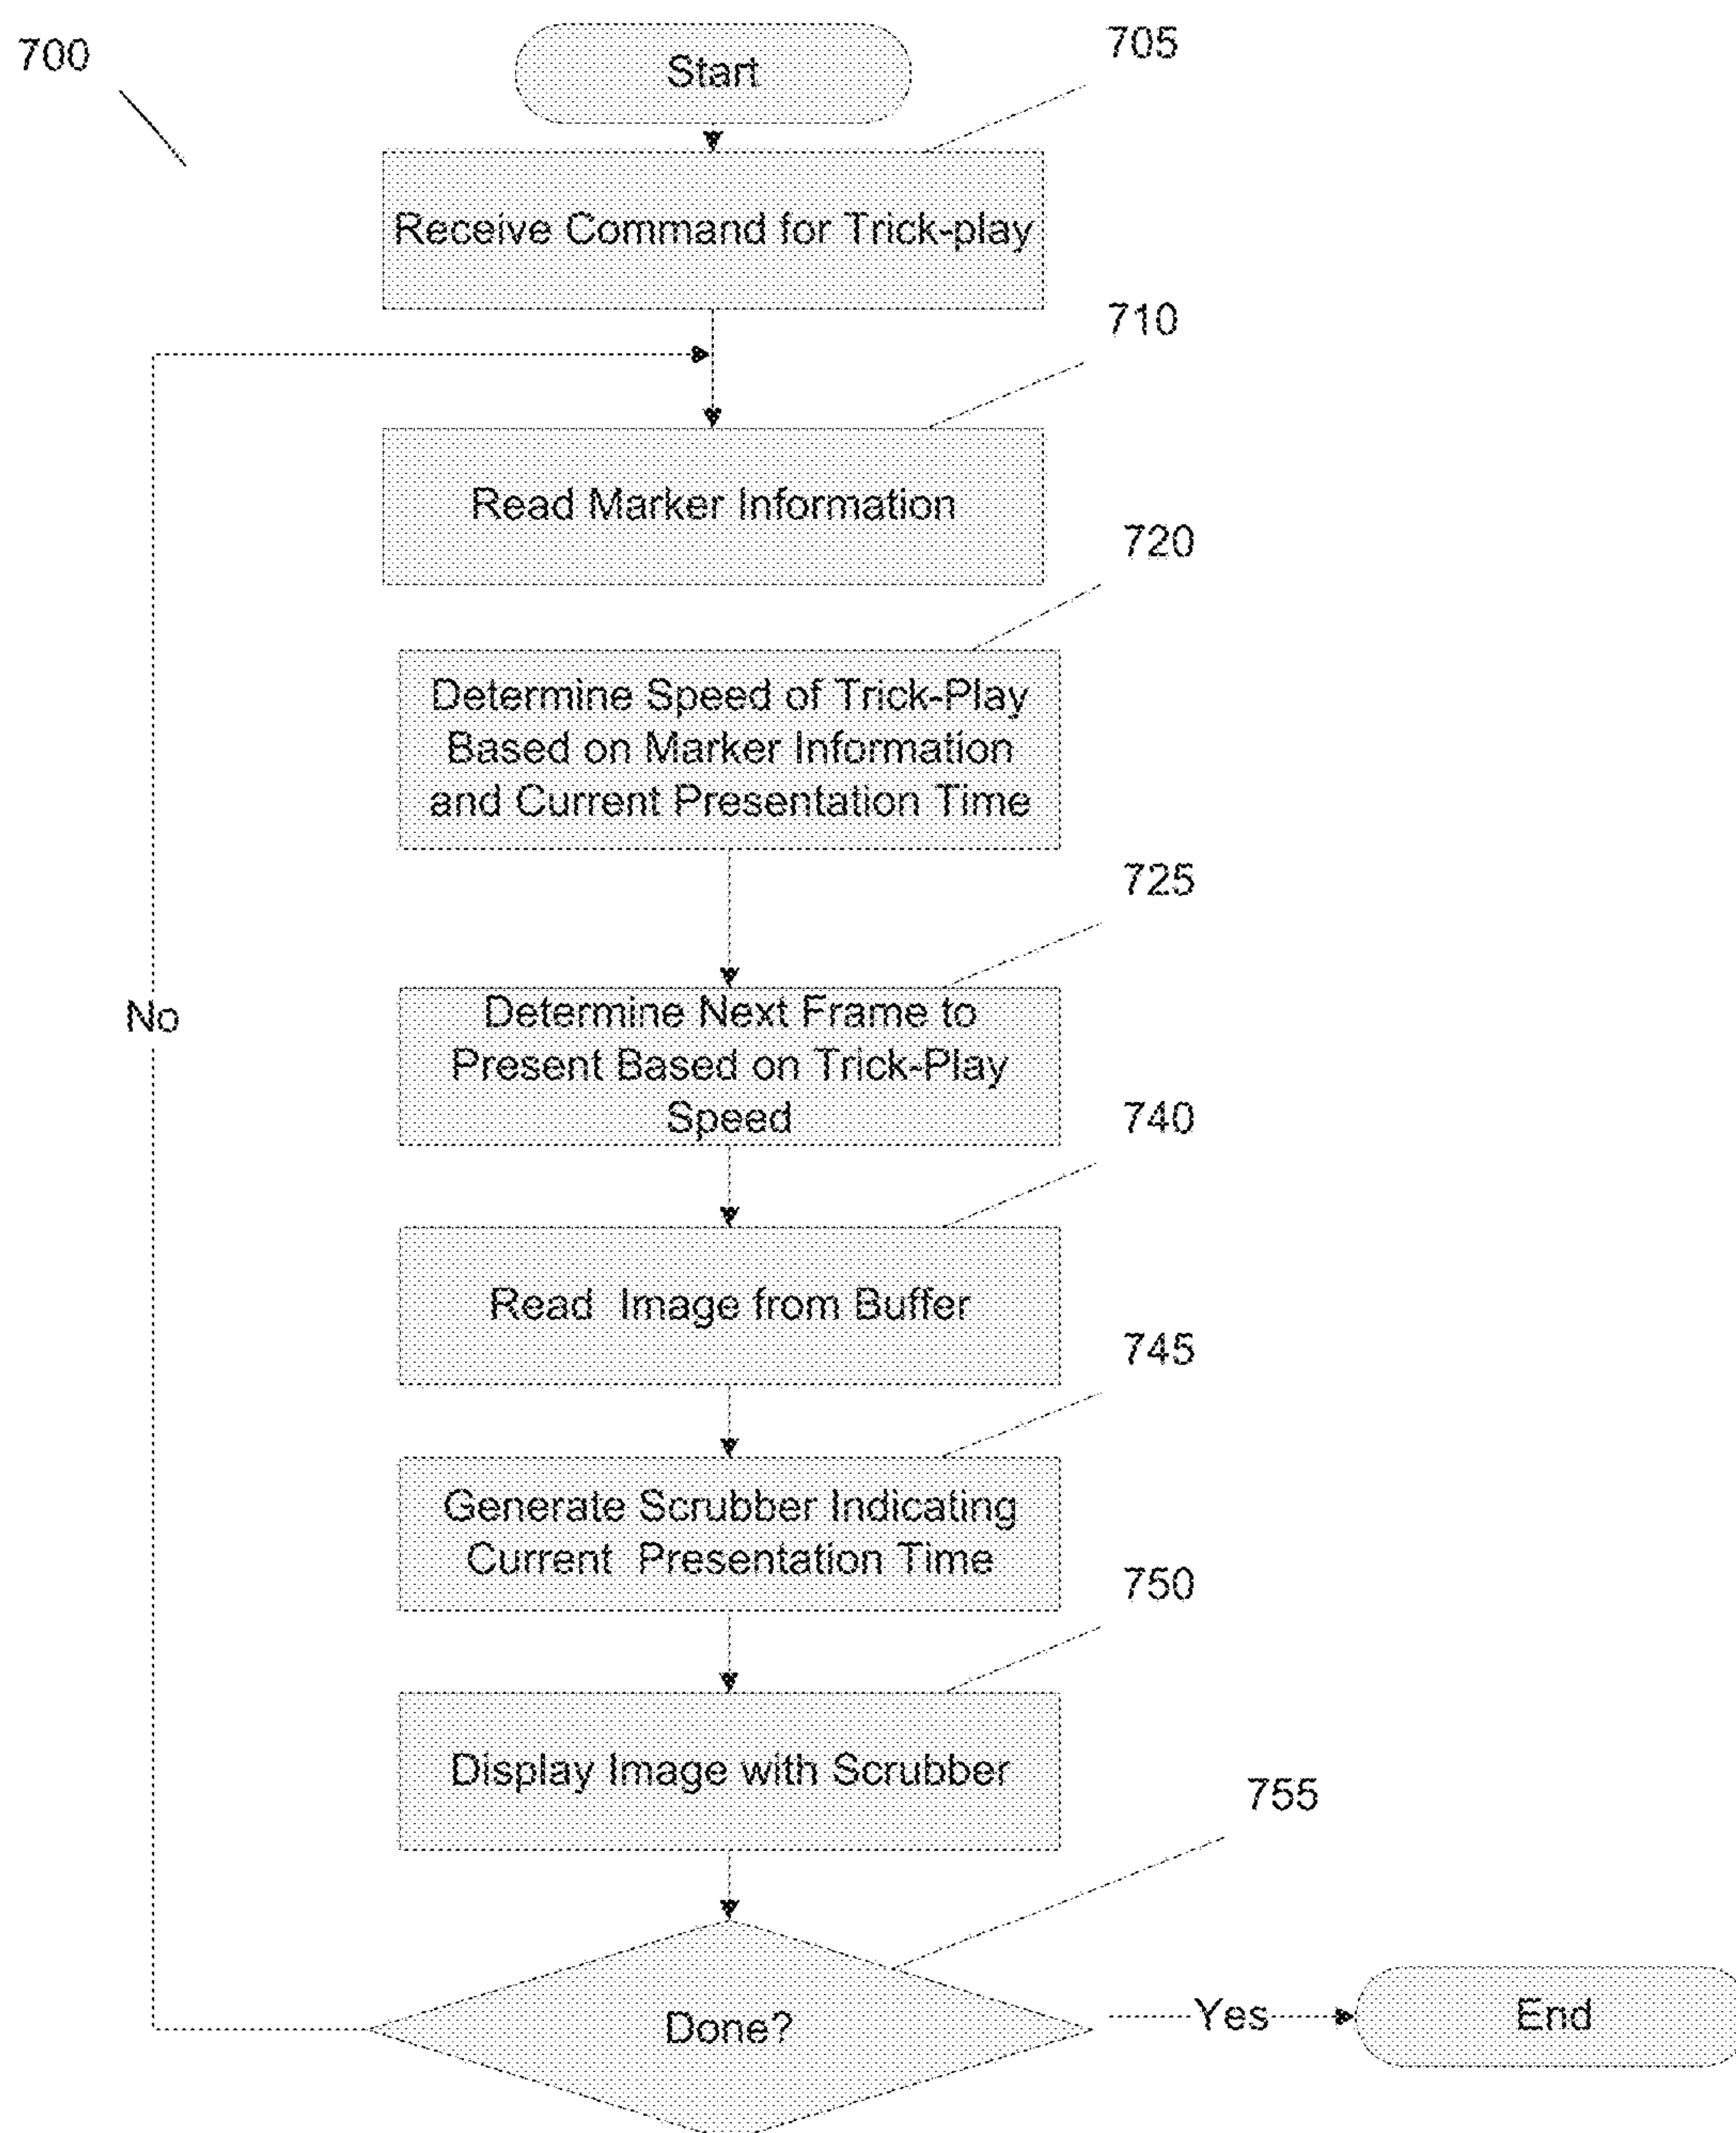 700
Start
705
Receive Command for Trick-play
710
Read Marker Information
720
Determine Speed of Trick-Play
Based on Marker Information
and Current Presentation Time
725
Determine Next Frame to
Present Based on Trick-Play
Speed
No
740
Read Image from Buffer
745
Generate Scrubber Indicating
Current Presentation Time
750
Display Image with Scrubber
755
Done?
Yes
End